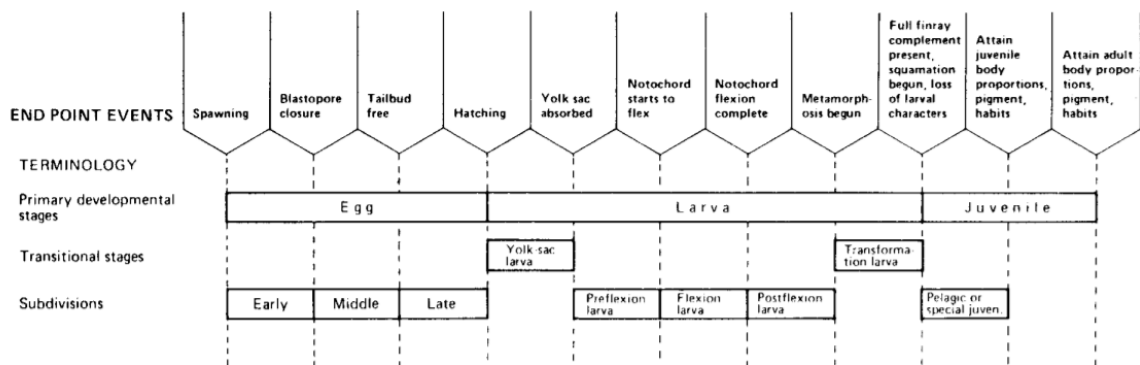 END POINT EVENTS
Spawning
Blastopore
closure
Tailbud
free
Hatching
Yolk sac
absorbed
Notochord
starts to
flex
Notochord
flexion
complete
Metamorph-
osis begun
Full finray
complement
present,
squamation
begun, loss
of larval
characters
Attain
juvenile
body
proportions,
pigment,
habits
Attain adult
body propor-
tions,
pigment,
habits
TERMINOLOGY
Primary developmental
stages
Egg
Larva
Juvenile
Transitional stages
Yolk-sac
larva
Transforma-
tion larva
Subdivisions
Early
Middle
Late
Preflexion
larva
Flexion
larva
Postflexion
larva
Pelagic or
special juven.